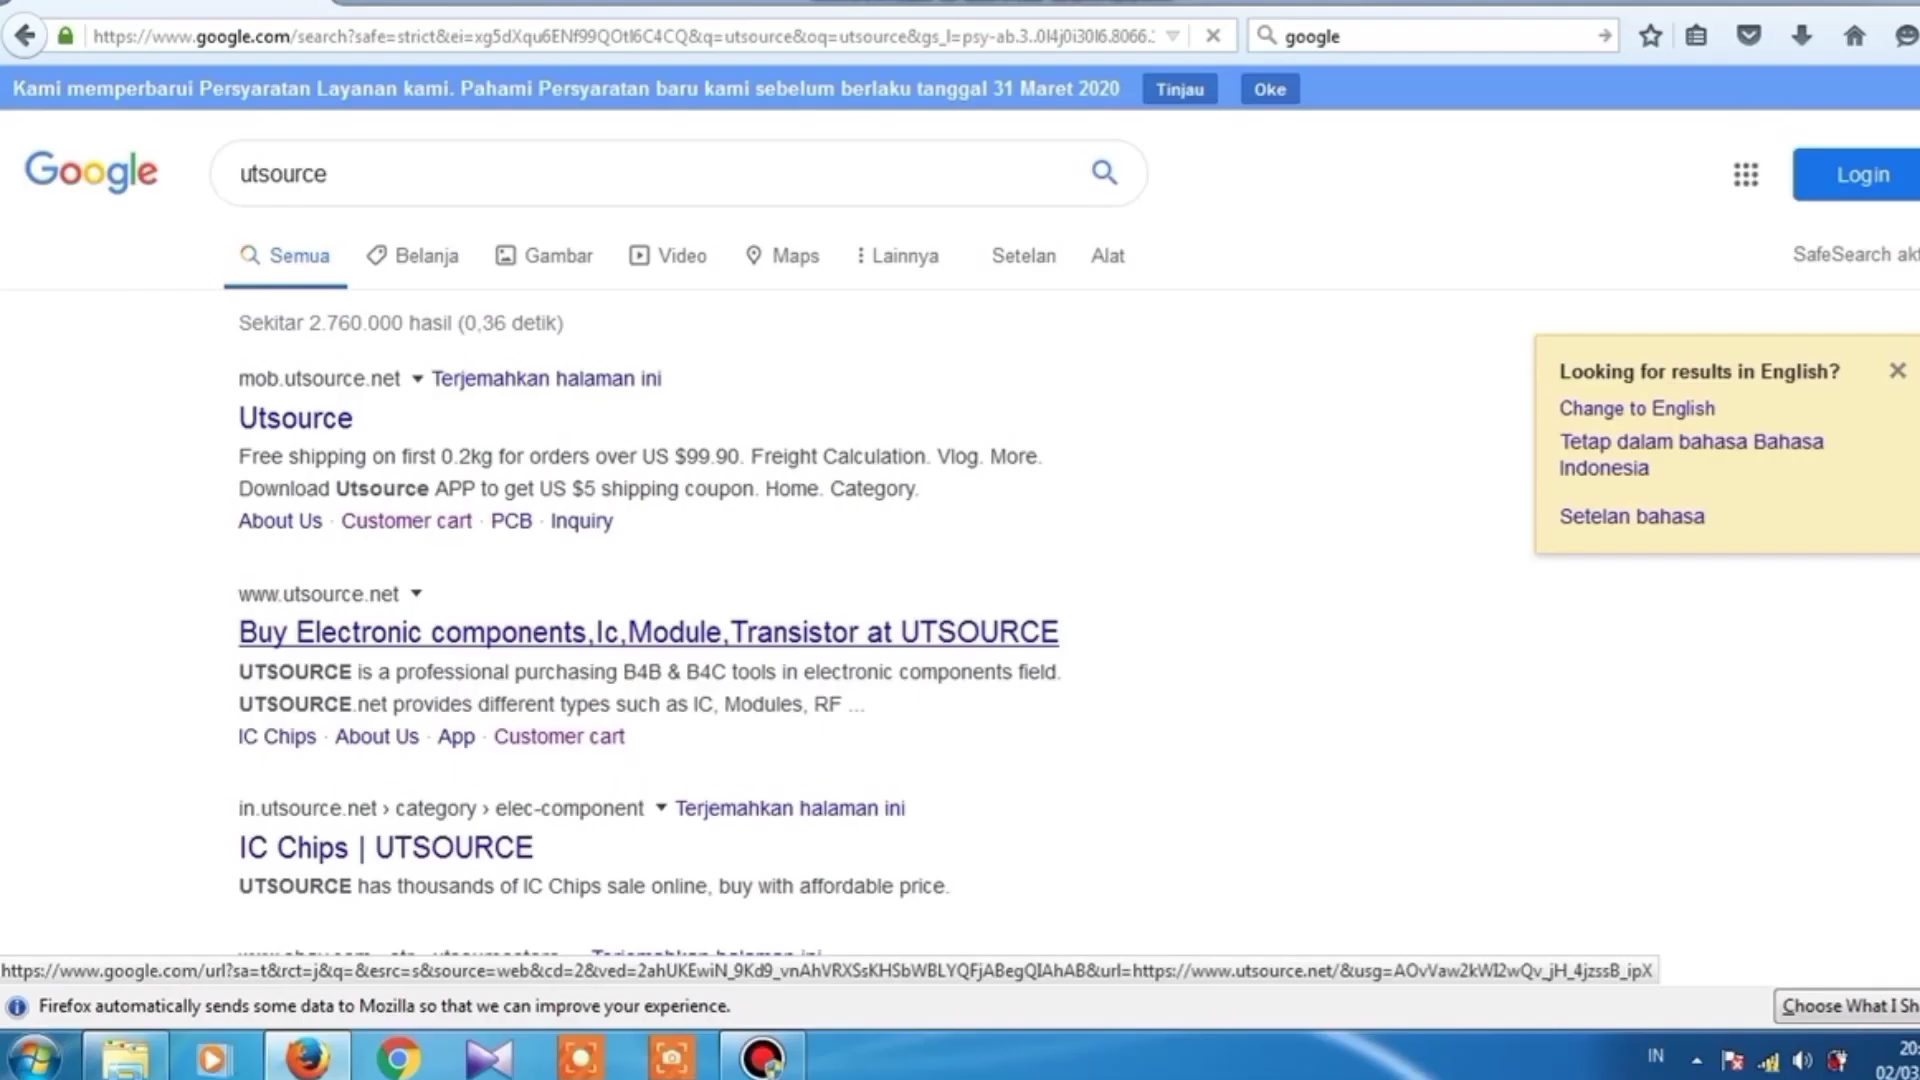 https://www.google.com/search?safe=strict&ei=xg5dXqu6ENf99QOtl6C4CQ&q=utsource&oq=utsource&gs_l=psy-ab.3..0l4j0i30l6.8066.
google
Kami memperbarui Persyaratan Layanan kami. Pahami Persyaratan baru kami sebelum berlaku tanggal 31 Maret 2020
Tinjau
Oke
Google
utsource
Login
Semua
Belanja
Gambar
Video
Maps
Lainnya
Setelan
Alat
SafeSearch akt
Sekitar 2.760.000 hasil (0,36 detik)
mob.utsource.net Terjemahkan halaman ini
Utsource
Free shipping on first 0.2kg for orders over US $99.90. Freight Calculation. Vlog. More.
Download Utsource APP to get US $5 shipping coupon. Home. Category.
About Us · Customer cart · PCB · Inquiry
Looking for results in English?
Change to English
Tetap dalam bahasa Bahasa
Indonesia
Setelan bahasa
www.utsource.net
Buy Electronic components,Ic,Module,Transistor at UTSOURCE
UTSOURCE is a professional purchasing B4B & B4C tools in electronic components field.
UTSOURCE.net provides different types such as IC, Modules, RF ...
IC Chips · About Us · App · Customer cart
in.utsource.net › category › elec-component Terjemahkan halaman ini
IC Chips | UTSOURCE
UTSOURCE has thousands of IC Chips sale online, buy with affordable price.
https://www.google.com/url?sa=t&rct=j&q=&esrc=s&source=web&cd=2&ved=2ahUKEwiN_9Kd9_vnAhVRXSsKHSbWBLYQFjABegQIAhAB&url=https://www.utsource.net/&usg=AOvVaw2kWI2wQv_jH_4jzssB_ipX
Firefox automatically sends some data to Mozilla so that we can improve your experience.
Choose What I Sh
IN
20:
02/03